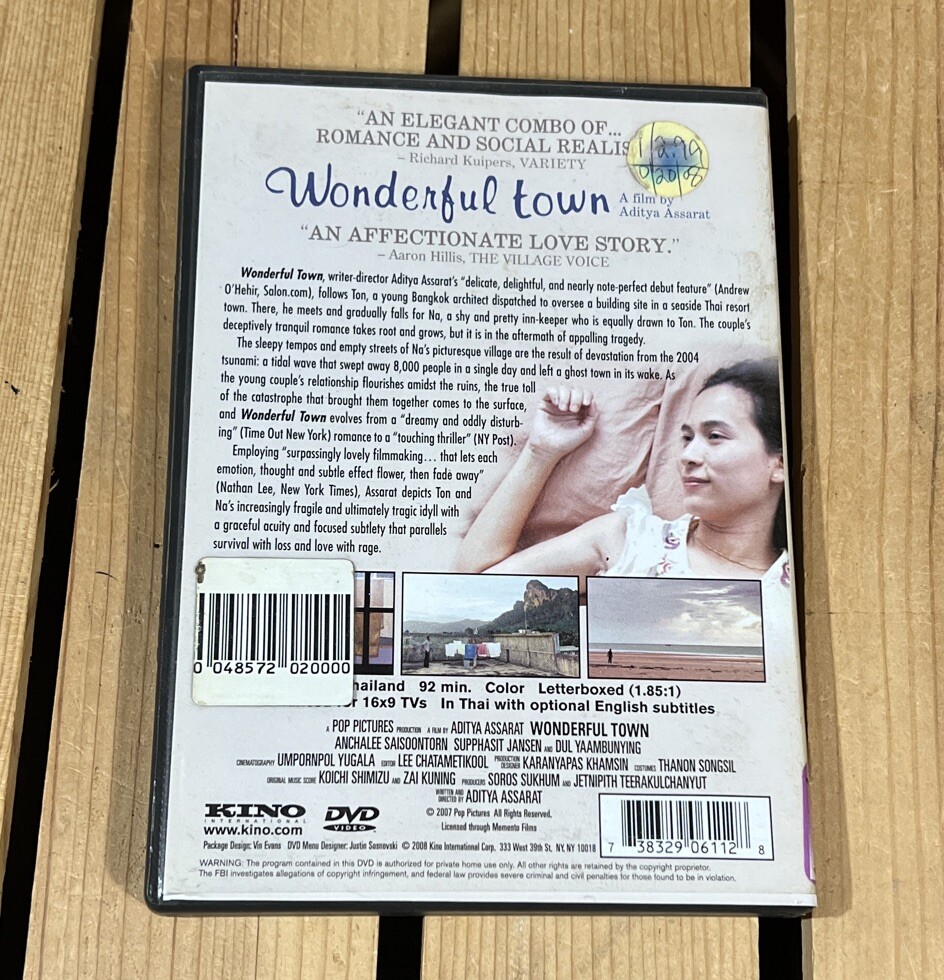 “AN ELEGANT COMBO OF...
ROMANCE AND SOCIAL REALIS
– Richard Kuipers, VARIETY
Wonderful town
A film by
Aditya Assarat
“AN AFFECTIONATE LOVE STORY.”
– Aaron Hillis, THE VILLAGE VOICE
Wonderful Town, writer-director Aditya Assarat's “delicate, delightful, and nearly note-perfect debut feature” (Andrew
O'Hehir, Salon.com), follows Ton, a young Bangkok architect dispatched to oversee a building site in a seaside Thai resort
town. There, he meets and gradually falls for Na, a shy and pretty inn-keeper who is equally drawn to Ton. The couple's
deceptively tranquil romance takes root and grows, but it is in the aftermath of appalling tragedy.
The sleepy tempos and empty streets of Na's picturesque village are the result of devastation from the 2004
tsunami: a tidal wave that swept away 8,000 people in a single day and left a ghost town in its wake. As
the young couple's relationship flourishes amidst the ruins, the true toll
of the catastrophe that brought them together comes to the surface,
and Wonderful Town evolves from a “dreamy and oddly disturb-
ing” (Time Out New York) romance to a “touching thriller” (NY Post).
Employing “surpassingly lovely filmmaking... that lets each
emotion, thought and subtle effect flower, then fade away”
(Nathan Lee, New York Times), Assarat depicts Ton and
Na's increasingly fragile and ultimately tragic idyll with
a graceful acuity and focused subtlety that parallels
survival with loss and love with rage.
0 048572 020000
hailand 92 min. Color Letterboxed (1.85:1)
r 16x9 TVs In Thai with optional English subtitles
A POP PICTURES PRODUCTION A FILM BY ADITYA ASSARAT WONDERFUL TOWN
ANCHALEE SAISOONTORN SUPPHASIT JANSEN AND DUL YAAMBUNYING
CINEMATOGRAPHY UMPORNPOL YUGALA EDITOR LEE CHATAMETIKOOL PRODUCTION DESIGNER KARANYAPAS KHAMSIN COSTUMES THANON SONGSIL
ORIGINAL MUSIC SCORE KOICHI SHIMIZU AND ZAI KUNING PRODUCERS SOROS SUKHUM AND JETNIPITH TEERAKULCHANYUT
WRITTEN AND DIRECTED BY ADITYA ASSARAT
KINO
INTERNATIONAL
www.kino.com
DVD
VIDEO
© 2007 Pop Pictures All Rights Reserved.
Licensed through Memento Films
Package Design: Vin Evans DVD Menu Designer: Justin Sasnovski © 2008 Kino International Corp. 333 West 39th St. NY, NY 10018
7 38329 06112 8
WARNING: The program contained in this DVD is authorized for private home use only. All other rights are retained by the copyright proprietor.
The FBI investigates allegations of copyright infringement, and federal law provides severe criminal and civil penalties for those found to be in violation.